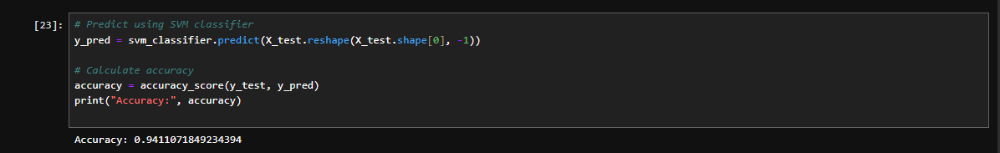 [23]:
# Predict using SVM classifier
y_pred = svm_classifier.predict(X_test.reshape(X_test.shape[0], -1))
# Calculate accuracy
accuracy = accuracy_score(y_test, y_pred)
print("Accuracy:", accuracy)
Accuracy: 0.9411071849234394